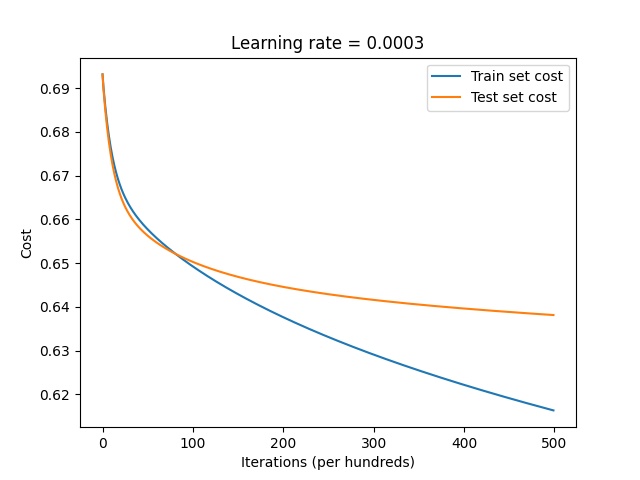 Learning rate = 0.0003
Train set cost
Test set cost
0.69
0.68
0.67
0.66
0.65
0.64
0.63
0.62
Cost
0 100 200 300 400 500
Iterations (per hundreds)